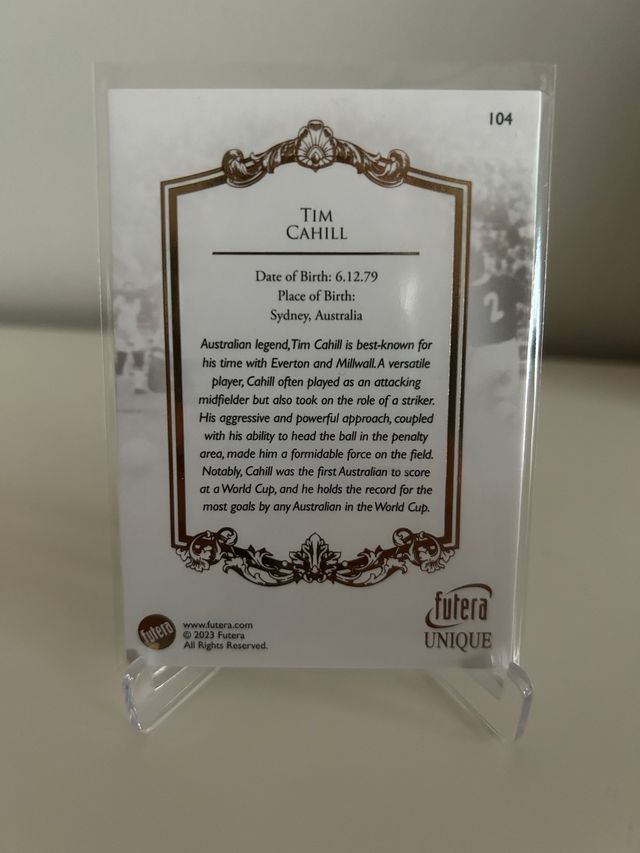 104
TIM
CAHILL
Date of Birth: 6.12.79
Place of Birth:
Sydney, Australia
Australian legend, Tim Cahill is best-known for
his time with Everton and Millwall. A versatile
player, Cahill often played as an attacking
midfielder but also took on the role of a striker.
His aggressive and powerful approach, coupled
with his ability to head the ball in the penalty
area, made him a formidable force on the field.
Notably, Cahill was the first Australian to score
at a World Cup, and he holds the record for the
most goals by any Australian in the World Cup.
2
futera
UNIQUE
futera
www.futera.com
© 2023 Futera
All Rights Reserved.